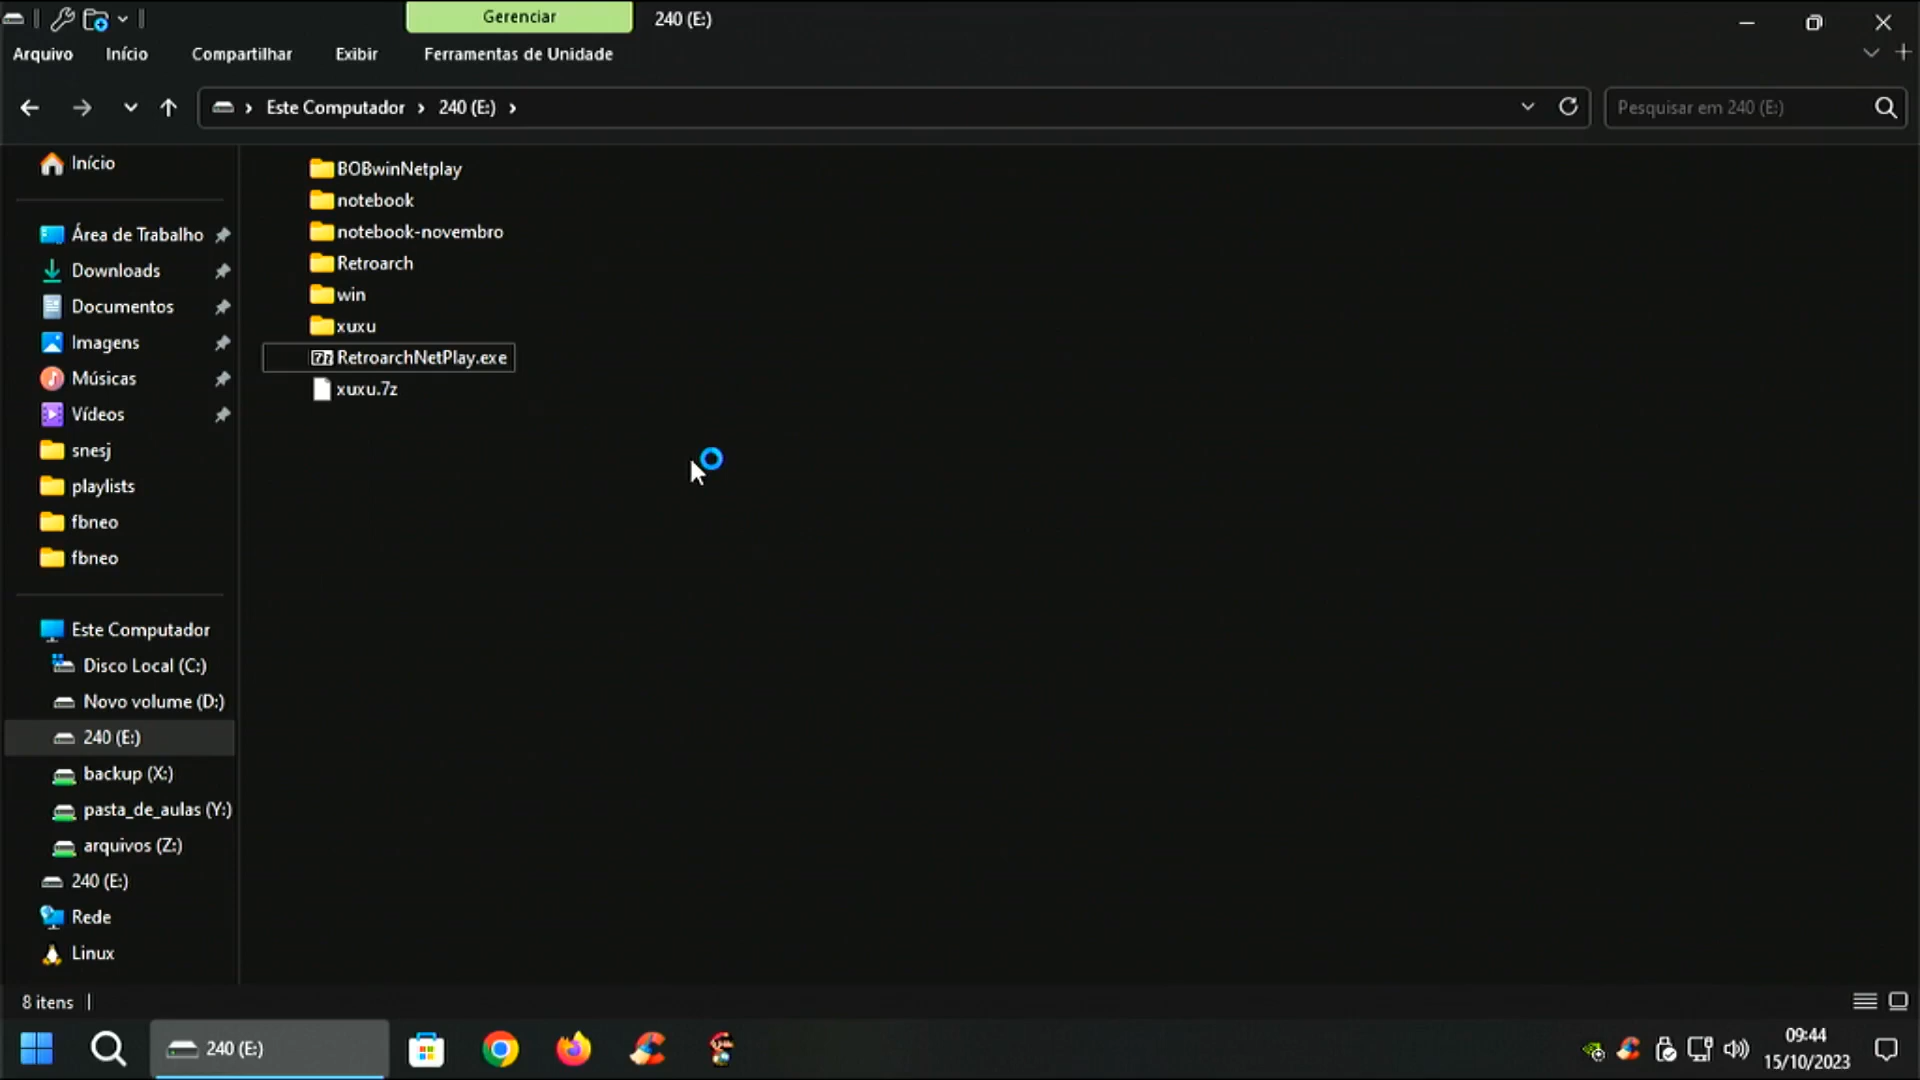 Gerenciar
240 (E:)
Arquivo
Início
Compartilhar
Exibir
Ferramentas de Unidade
Este Computador
240 (E:)
Pesquisar em 240 (E:)
Início
Área de Trabalho
Downloads
Documentos
Imagens
Músicas
Vídeos
snesj
playlists
fbneo
fbneo
Este Computador
Disco Local (C:)
Novo volume (D:)
240 (E:)
backup (X:)
pasta_de_aulas (Y:)
arquivos (Z:)
240 (E:)
Rede
Linux
BOBwinNetplay
notebook
notebook-novembro
Retroarch
win
xuxu
RetroarchNetPlay.exe
xuxu.7z
8 itens
240 (E:)
09:44
15/10/2023